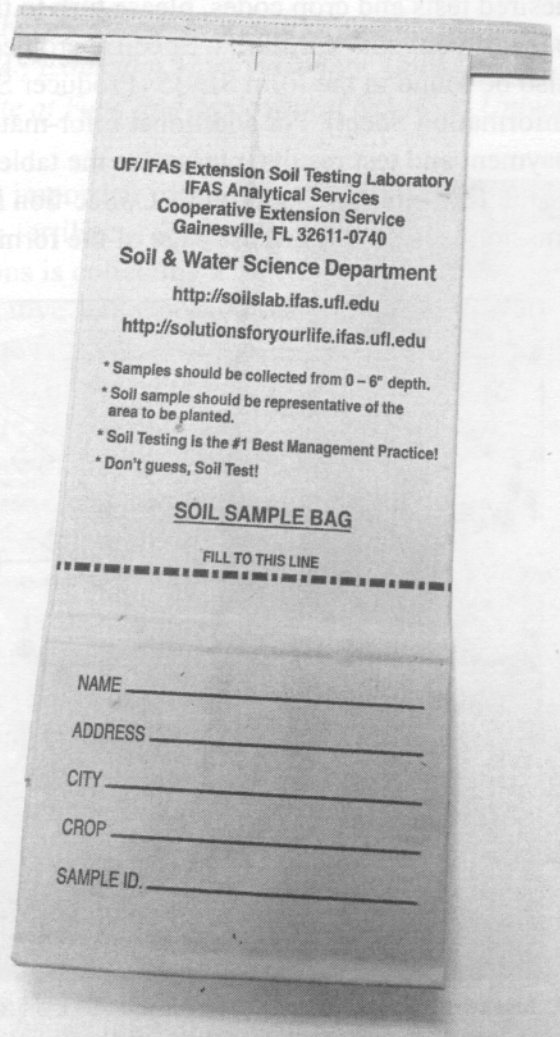 UF/IFAS Extension Soil Testing Laboratory
IFAS Analytical Services
Cooperative Extension Service
Gainesville, FL 32611-0740
Soil & Water Science Department
http://soilslab.ifas.ufl.edu
http://solutionsforyourlife.ifas.ufl.edu
* Samples should be collected from 0 – 6" depth.
* Soil sample should be representative of the
area to be planted.
* Soil Testing is the #1 Best Management Practice!
* Don't guess, Soil Test!
SOIL SAMPLE BAG
FILL TO THIS LINE
NAME
ADDRESS
CITY
CROP
SAMPLE ID.